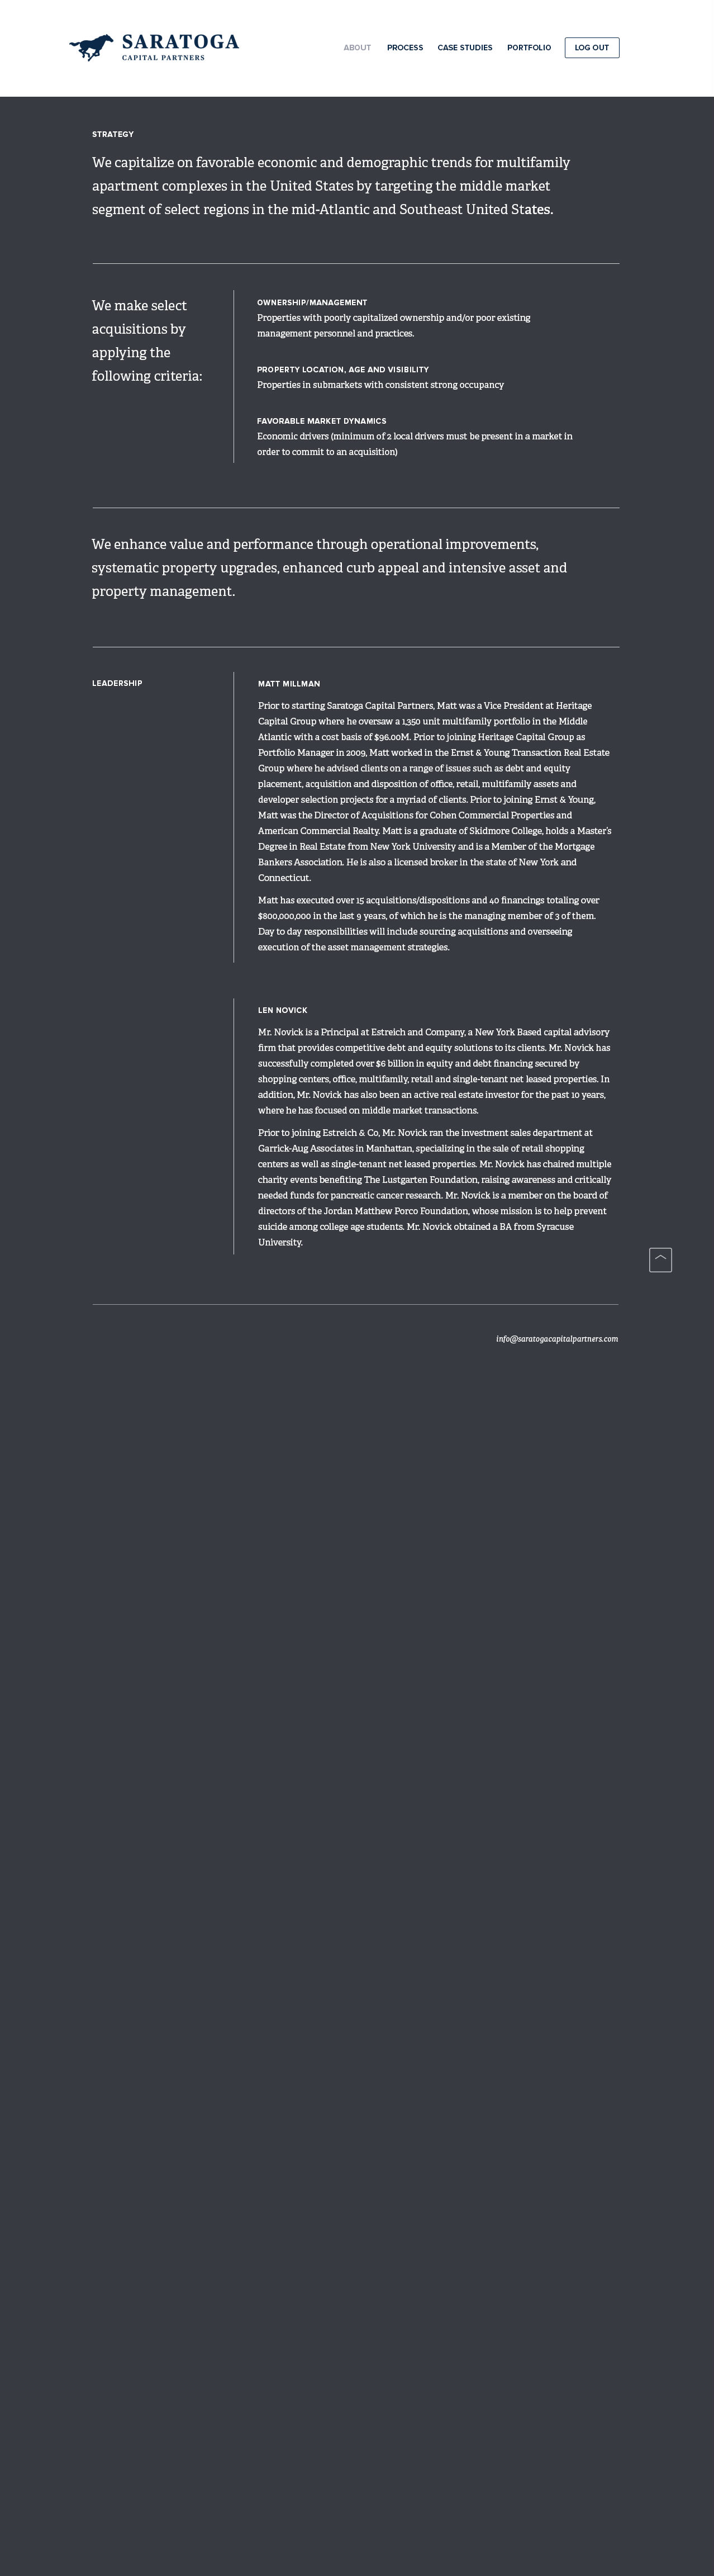 SARATOGA
CAPITAL PARTNERS
ABOUT PROCESS CASE STUDIES PORTFOLIO LOG OUT
STRATEGY
We capitalize on favorable economic and demographic trends for multifamily
apartment complexes in the United States by targeting the middle market
segment of select regions in the mid-Atlantic and Southeast United States.
We make select
acquisitions by
applying the
following criteria:
OWNERSHIP/MANAGEMENT
Properties with poorly capitalized ownership and/or poor existing
management personnel and practices.
PROPERTY LOCATION, AGE AND VISIBILITY
Properties in submarkets with consistent strong occupancy
FAVORABLE MARKET DYNAMICS
Economic drivers (minimum of 2 local drivers must be present in a market in
order to commit to an acquisition)
We enhance value and performance through operational improvements,
systematic property upgrades, enhanced curb appeal and intensive asset and
property management.
LEADERSHIP
MATT MILLMAN
Prior to starting Saratoga Capital Partners, Matt was a Vice President at Heritage
Capital Group where he oversaw a 1,350 unit multifamily portfolio in the Middle
Atlantic with a cost basis of $96.00M. Prior to joining Heritage Capital Group as
Portfolio Manager in 2009, Matt worked in the Ernst & Young Transaction Real Estate
Group where he advised clients on a range of issues such as debt and equity
placement, acquisition and disposition of office, retail, multifamily assets and
developer selection projects for a myriad of clients. Prior to joining Ernst & Young,
Matt was the Director of Acquisitions for Cohen Commercial Properties and
American Commercial Realty. Matt is a graduate of Skidmore College, holds a Master's
Degree in Real Estate from New York University and is a Member of the Mortgage
Bankers Association. He is also a licensed broker in the state of New York and
Connecticut.
Matt has executed over 15 acquisitions/dispositions and 40 financings totaling over
$800,000,000 in the last 9 years, of which he is the managing member of 3 of them.
Day to day responsibilities will include sourcing acquisitions and overseeing
execution of the asset management strategies.
LEN NOVICK
Mr. Novick is a Principal at Estreich and Company, a New York Based capital advisory
firm that provides competitive debt and equity solutions to its clients. Mr. Novick has
successfully completed over $6 billion in equity and debt financing secured by
shopping centers, office, multifamily, retail and single-tenant net leased properties. In
addition, Mr. Novick has also been an active real estate investor for the past 10 years,
where he has focused on middle market transactions.
Prior to joining Estreich & Co, Mr. Novick ran the investment sales department at
Garrick-Aug Associates in Manhattan, specializing in the sale of retail shopping
centers as well as single-tenant net leased properties. Mr. Novick has chaired multiple
charity events benefiting The Lustgarten Foundation, raising awareness and critically
needed funds for pancreatic cancer research. Mr. Novick is a member on the board of
directors of the Jordan Matthew Porco Foundation, whose mission is to help prevent
suicide among college age students. Mr. Novick obtained a BA from Syracuse
University.
info@saratogacapitalpartners.com